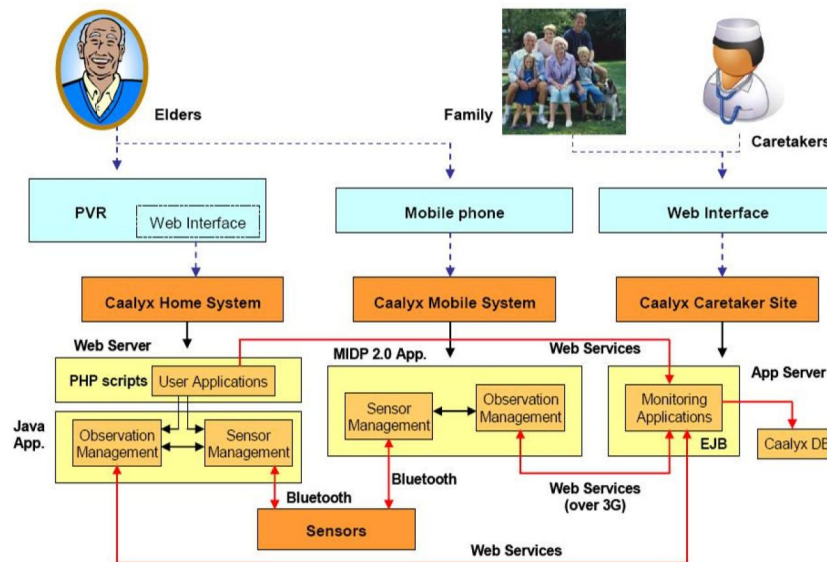 Elders
Family
Caretakers
PVR
Web Interface
Mobile phone
Web Interface
Caalyx Home System
Caalyx Mobile System
Caalyx Caretaker Site
Web Server
MIDP 2.0 App.
Web Services
App Server
PHP scripts
User Applications
Java
App.
Observation
Management
Sensor
Management
Sensor
Management
Observation
Management
Monitoring
Applications
EJB
Caalyx DB
Bluetooth
Bluetooth
Web Services
(over 3G)
Sensors
Web Services